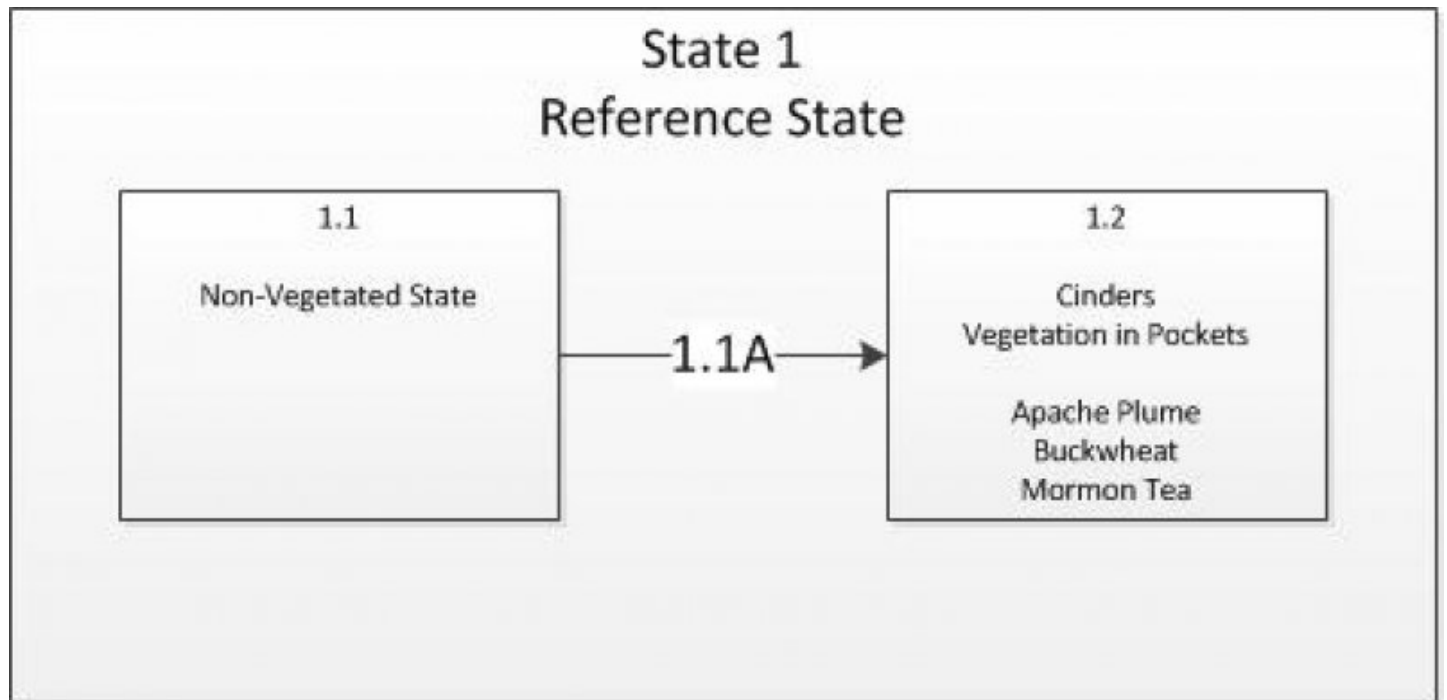 State 1
Reference State
1.1
Non-Vegetated State
1.1A
1.2
Cinders
Vegetation in Pockets
Apache Plume
Buckwheat
Mormon Tea